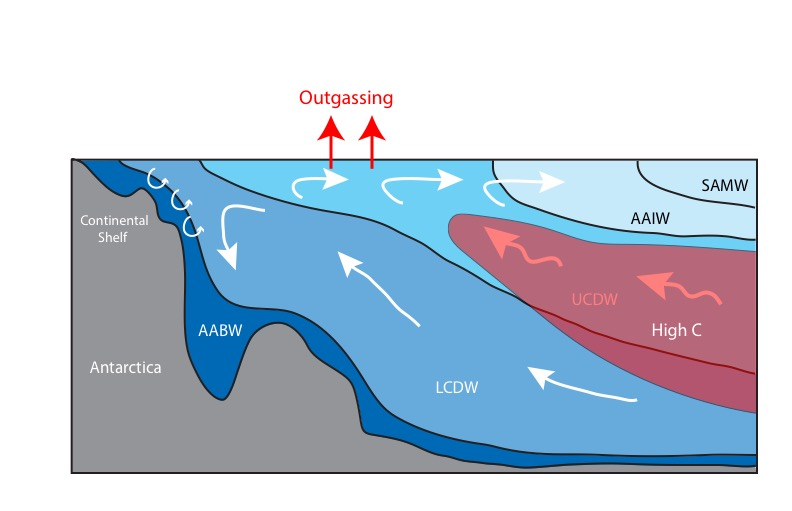 Outgassing
SAMW
AAIW
Continental
Shelf
UCDW
High C
AABW
Antarctica
LCDW